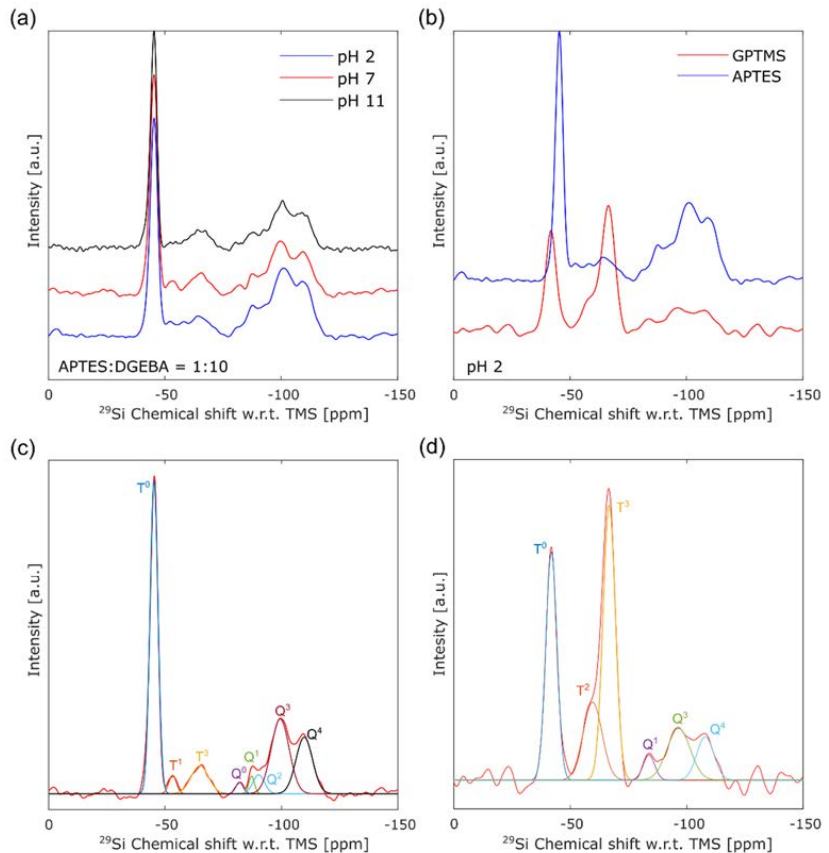 (a)
Intensity [a.u.]
pH 2
pH 7
pH 11
APTES:DGEBA = 1:10
0
-50
-100
-150
²⁹Si Chemical shift w.r.t. TMS [ppm]
(b)
Intensity [a.u.]
GPTMS
APTES
pH 2
0
-50
-100
-150
²⁹Si Chemical shift w.r.t. TMS [ppm]
(c)
Intensity [a.u.]
T⁰
T¹
T³
Q⁰
Q¹
Q²
Q³
Q⁴
0
-50
-100
-150
²⁹Si Chemical shift w.r.t. TMS [ppm]
(d)
Intesity [a.u.]
T⁰
T²
T³
Q¹
Q³
Q⁴
0
-50
-100
-150
²⁹Si Chemical shift w.r.t. TMS [ppm]